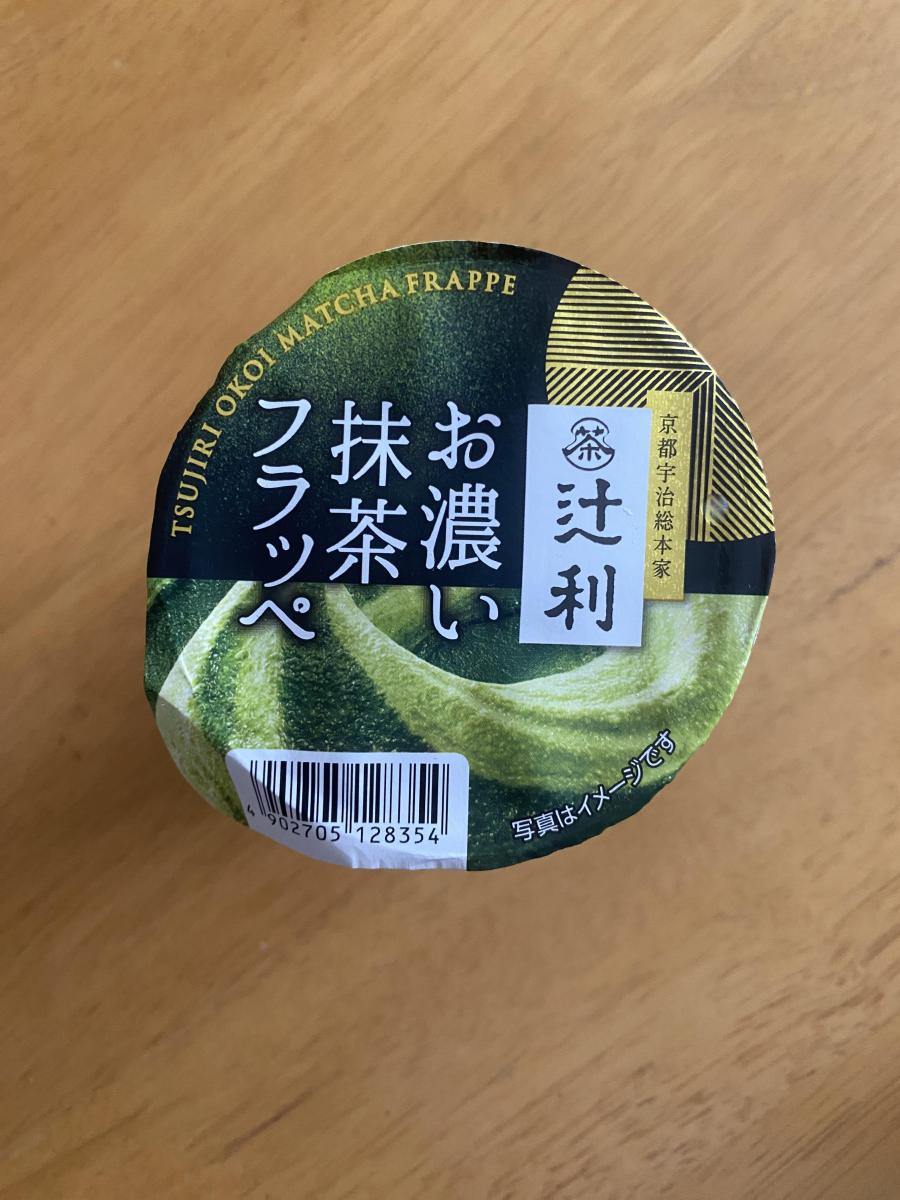 TSUJIRI OKOI MATCHA FRAPPE
京都宇治総本家
茶
辻利
お濃い
抹茶
フラッペ
写真はイメージです
4 902705 128354